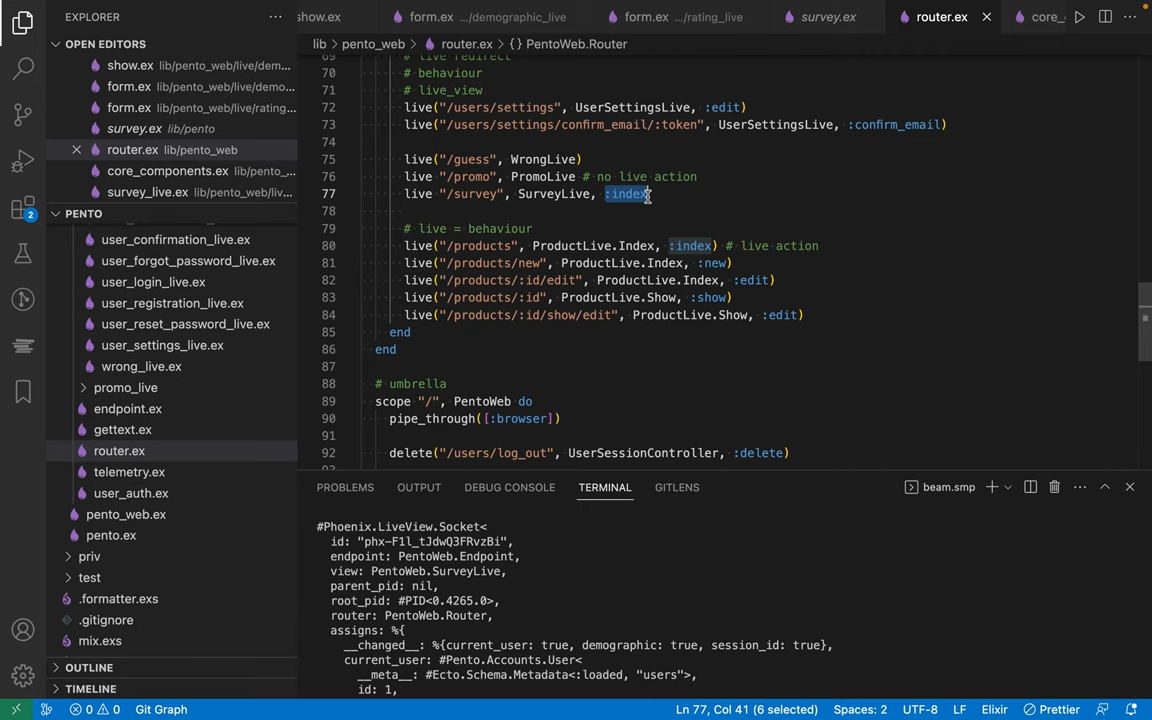 EXPLORER
OPEN EDITORS
show.ex lib/pento_web/live/dem...
form.ex lib/pento_web/live/demo...
form.ex lib/pento_web/live/rating...
survey.ex lib/pento
router.ex lib/pento_web
core_components.ex lib/pento_...
survey_live.ex lib/pento_web/live
PENTO
user_confirmation_live.ex
user_forgot_password_live.ex
user_login_live.ex
user_registration_live.ex
user_reset_password_live.ex
user_settings_live.ex
wrong_live.ex
promo_live
endpoint.ex
gettext.ex
router.ex
telemetry.ex
user_auth.ex
pento_web.ex
pento.ex
priv
test
.formatter.exs
.gitignore
mix.exs
OUTLINE
TIMELINE
2
show.ex form.ex .../demographic_live form.ex .../rating_live survey.ex router.ex core_
lib > pento_web > router.ex > {} PentoWeb.Router
69 # live redirect
70 # behaviour
71 # live_view
72 live("/users/settings", UserSettingsLive, :edit)
73 live("/users/settings/confirm_email/:token", UserSettingsLive, :confirm_email)
74
75 live("/guess", WrongLive)
76 live("/promo", PromoLive # no live action
77 live "/survey", SurveyLive, :index
78
79 # live = behaviour
80 live("/products", ProductLive.Index, :index) # live action
81 live("/products/new", ProductLive.Index, :new)
82 live("/products/:id/edit", ProductLive.Index, :edit)
83 live("/products/:id", ProductLive.Show, :show)
84 live("/products/:id/show/edit", ProductLive.Show, :edit)
85 end
86 end
87
88 # umbrella
89 scope "/", PentoWeb do
90 pipe_through([:browser])
91
92 delete("/users/log_out", UserSessionController, :delete)
93
PROBLEMS OUTPUT DEBUG CONSOLE TERMINAL GITLENS beam.smp
#Phoenix.LiveView.Socket<
id: "phx-F1l_tJdwQ3FRvzBi",
endpoint: PentoWeb.Endpoint,
view: PentoWeb.SurveyLive,
parent_pid: nil,
root_pid: #PID<0.4265.0>,
router: PentoWeb.Router,
assigns: %{
__changed__: %{current_user: true, demographic: true, session_id: true},
current_user: #Pento.Accounts.User<
__meta__: #Ecto.Schema.Metadata<:loaded, "users">,
id: 1,
0 0 Git Graph Ln 77, Col 41 (6 selected) Spaces: 2 UTF-8 LF Elixir Prettier